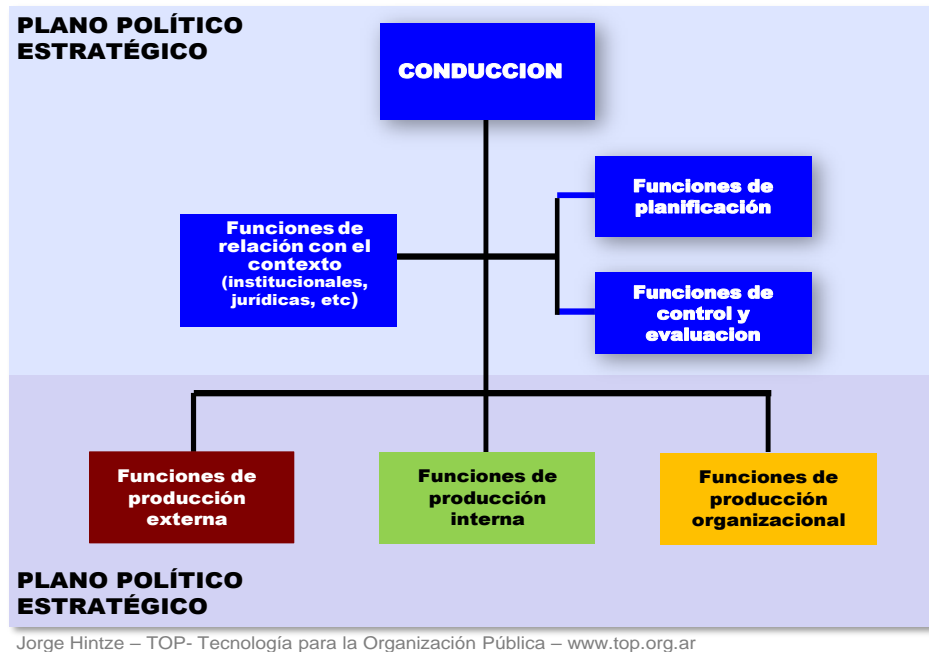 PLANO POLÍTICO
ESTRATÉGICO
CONDUCCION
Funciones de
planificación
Funciones de
relación con el
contexto
(institucionales,
jurídicas, etc)
Funciones de
control y
evaluacion
Funciones de
producción
externa
Funciones de
producción
interna
Funciones de
producción
organizacional
PLANO POLÍTICO
ESTRATÉGICO
Jorge Hintze – TOP- Tecnología para la Organización Pública – www.top.org.ar